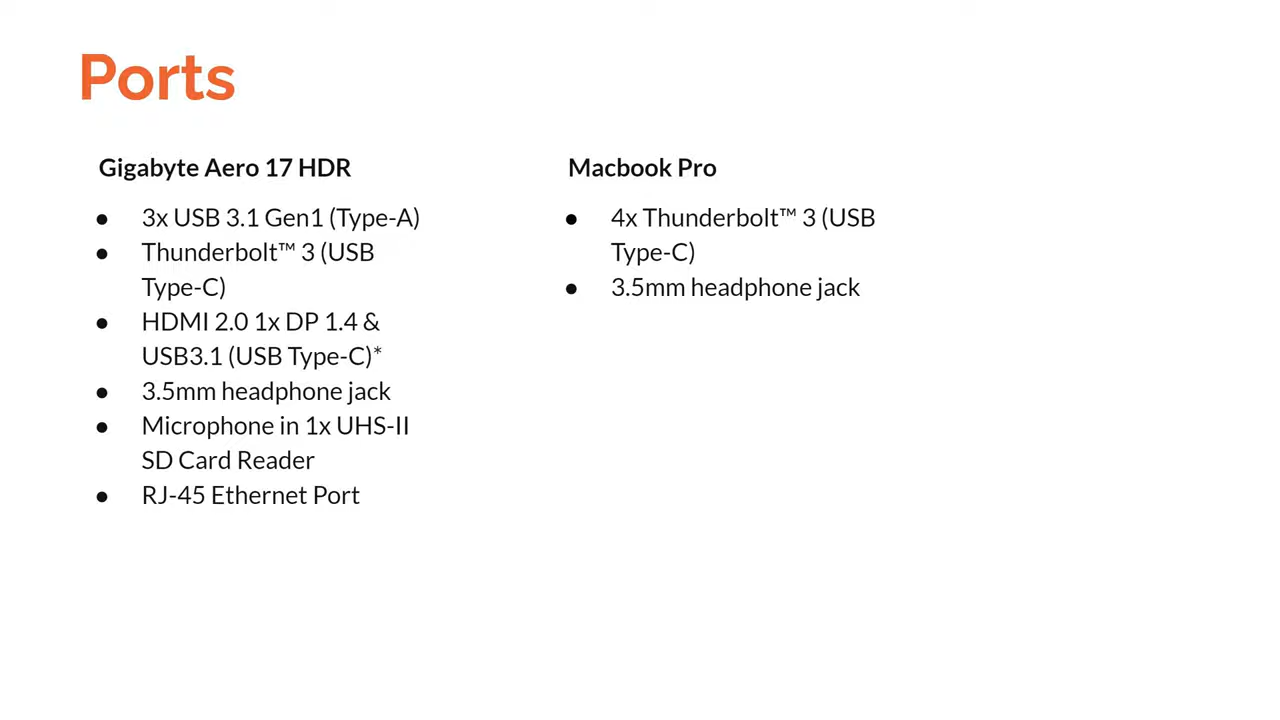 Ports
Gigabyte Aero 17 HDR
● 3x USB 3.1 Gen1 (Type-A)
● Thunderbolt™ 3 (USB
Type-C)
● HDMI 2.0 1x DP 1.4 &
USB3.1 (USB Type-C)*
● 3.5mm headphone jack
● Microphone in 1x UHS-II
SD Card Reader
● RJ-45 Ethernet Port
Macbook Pro
● 4x Thunderbolt™ 3 (USB
Type-C)
● 3.5mm headphone jack